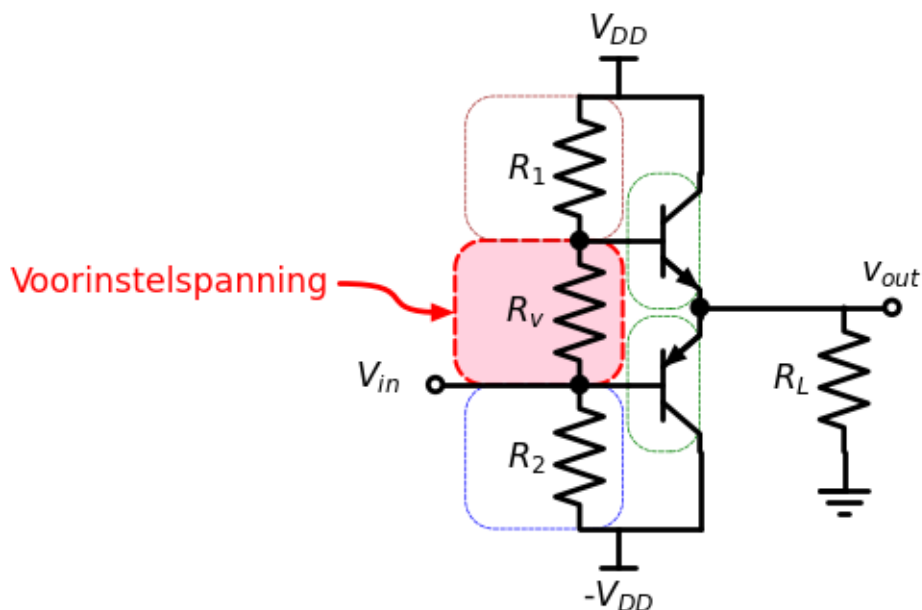 V_DD
R_1
v_out
Voorinstelspanning
R_v
V_in
R_L
R_2
-V_DD